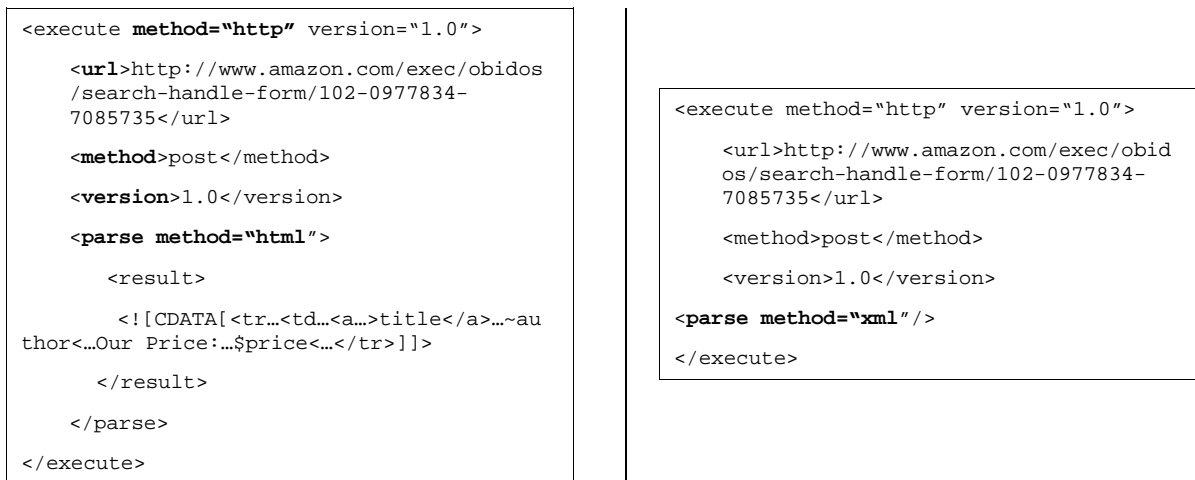 <execute method=“http” version=“1.0”>
<url>http://www.amazon.com/exec/obidos
/search-handle-form/102-0977834-
7085735</url>
<method>post</method>
<version>1.0</version>
<parse method=“html”>
<result>
<![CDATA[<tr…<td…<a…>title</a>…~au
thor<…Our Price:…$price<…</tr>]]>
</result>
</parse>
</execute>
<execute method=“http” version=“1.0”>
<url>http://www.amazon.com/exec/obid
os/search-handle-form/102-0977834-
7085735</url>
<method>post</method>
<version>1.0</version>
<parse method=“xml”/>
</execute>